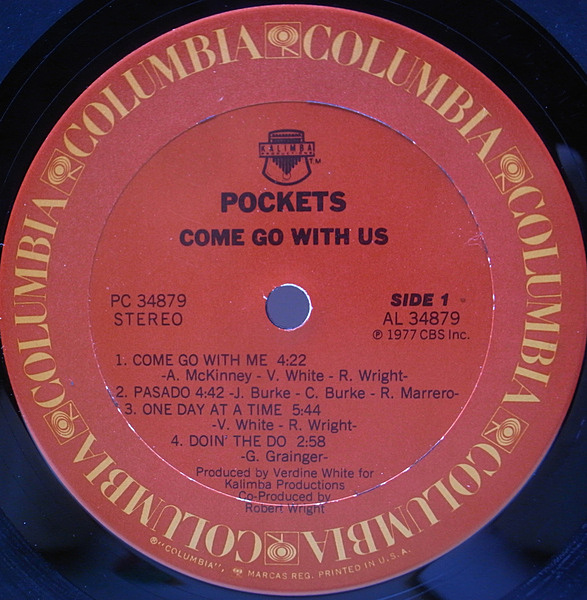 COLUMBIA COLUMBIA COLUMBIA COLUMBIA COLUMBIA COLUMBIA COLUMBIA COLUMBIA
KALIMBA
TM
POCKETS
COME GO WITH US
PC 34879
STEREO
SIDE 1
AL 34879
℗ 1977 CBS Inc.
1. COME GO WITH ME 4:22
-A. McKinney - V. White - R. Wright-
2. PASADO 4:42 -J. Burke - C. Burke - R. Marrero-
3. ONE DAY AT A TIME 5:44
-V. White - R. Wright-
4. DOIN' THE DO 2:58
-G. Grainger-
Produced by Verdine White for
Kalimba Productions
Co-Produced by
Robert Wright
®"COLUMBIA", MARCAS REG. PRINTED IN U.S.A.